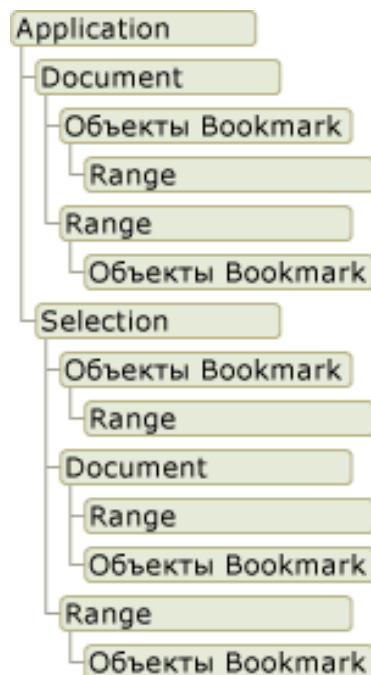 Application
Document
Объекты Bookmark
Range
Range
Объекты Bookmark
Selection
Объекты Bookmark
Range
Document
Range
Объекты Bookmark
Range
Объекты Bookmark